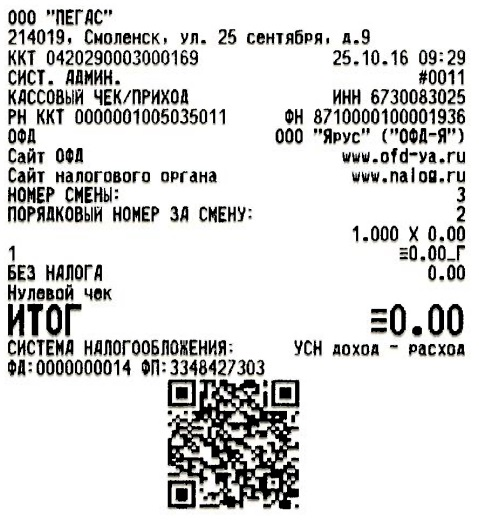 ООО "ПЕГАС"
214019, Смоленск, ул. 25 сентября, д.9
ККТ 0420290003000169 25.10.16 09:29
СИСТ. АДМИН. #0011
КАССОВЫЙ ЧЕК/ПРИХОД ИНН 6730083025
РН ККТ 0000001005035011 ФН 8710000100001936
ОФД ООО "Ярус" ("ОФД-Я")
Сайт ОФД www.ofd-ya.ru
Сайт налогового органа www.nalog.ru
НОМЕР СМЕНЫ: 3
ПОРЯДКОВЫЙ НОМЕР ЗА СМЕНУ: 2
1.000 X 0.00
1 ≡0.00_Г
БЕЗ НАЛОГА 0.00
Нулевой чек
ИТОГ ≡0.00
СИСТЕМА НАЛОГООБЛОЖЕНИЯ: УСН доход - расход
ФД:0000000014 ФП:3348427303